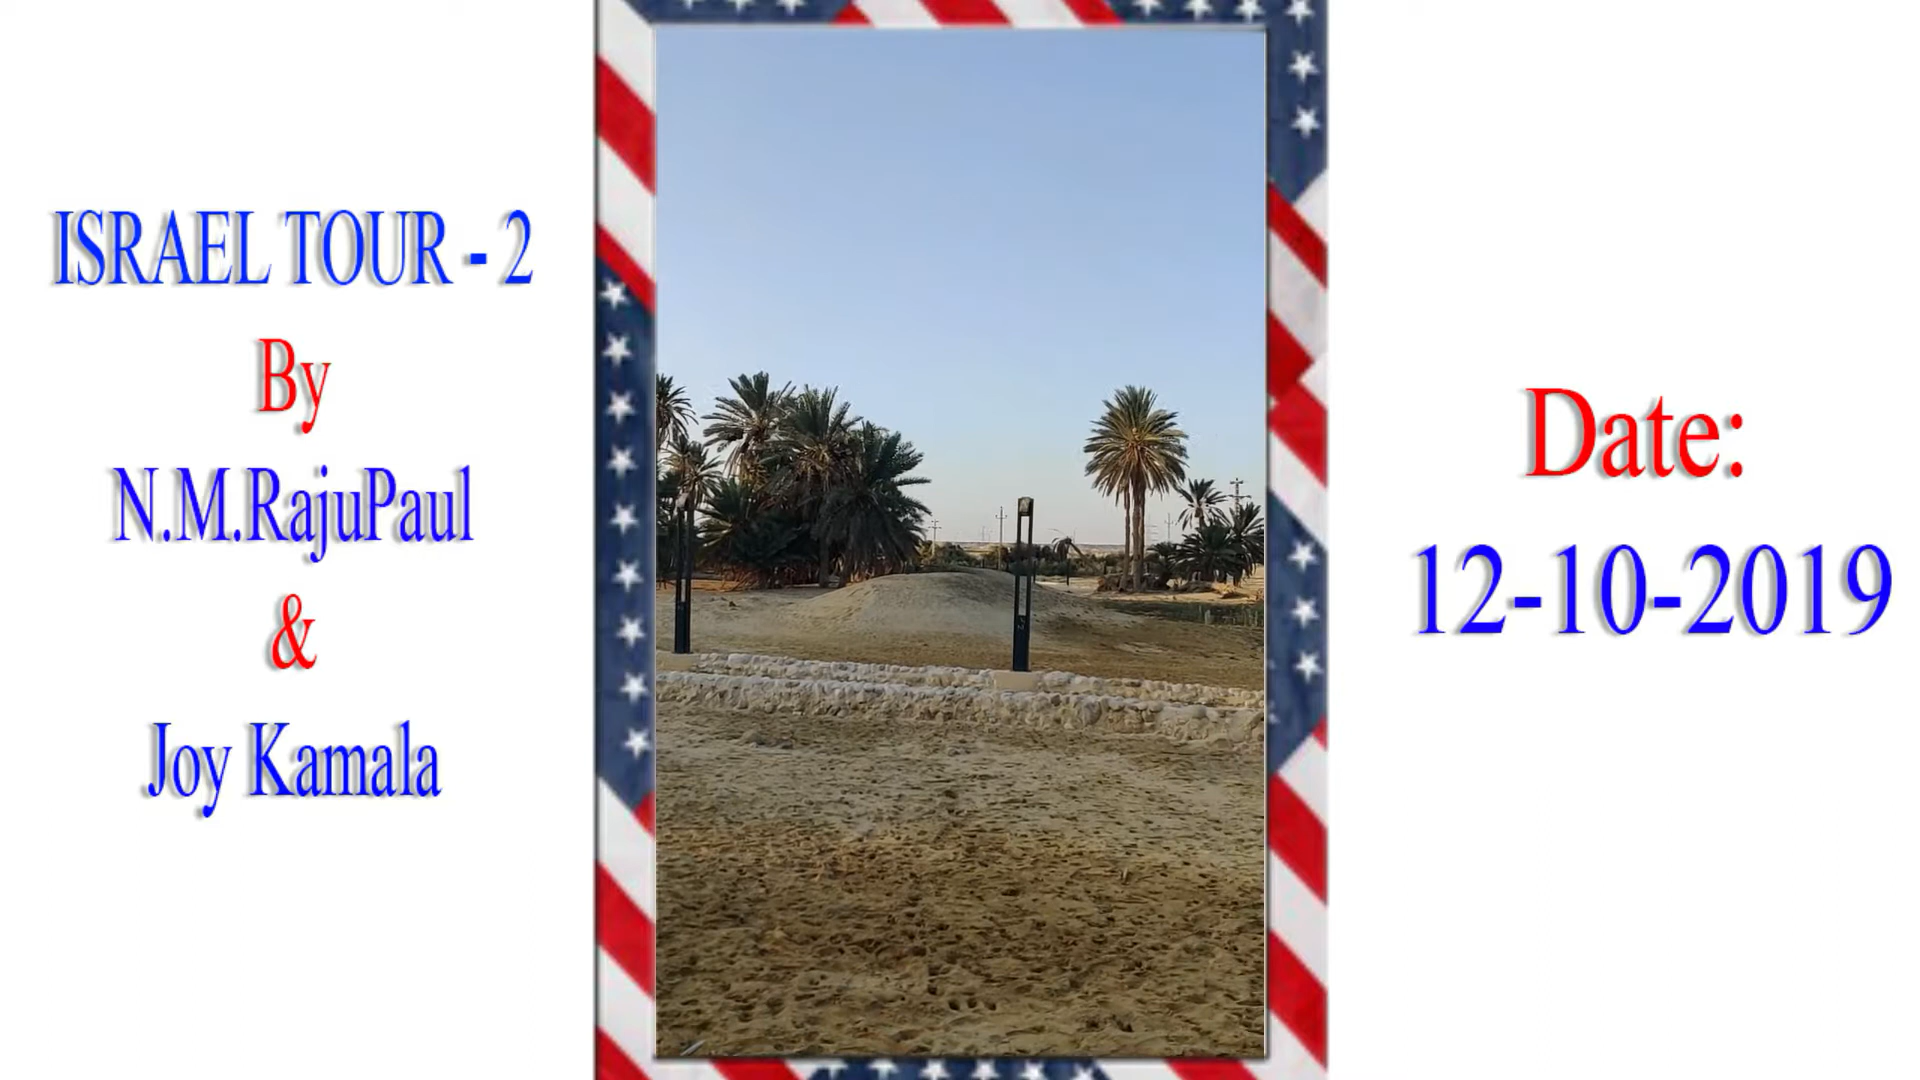 ISRAEL TOUR - 2
By
N.M.RajuPaul
&
Joy Kamala
Date:
12-10-2019